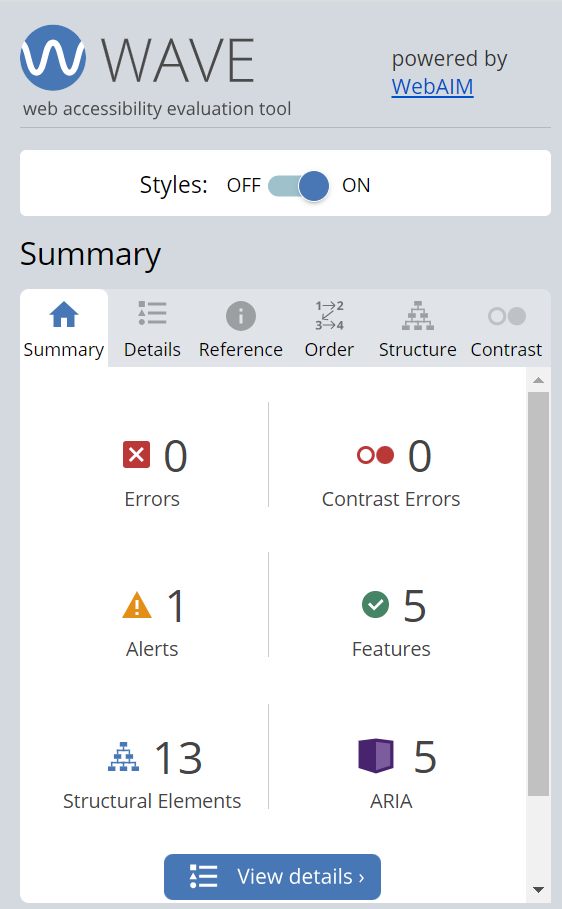 WAVE
powered by
WebAIM
web accessibility evaluation tool
Styles: OFF ON
Summary
1 2
3 4
Summary Details Reference Order Structure Contrast
0 0
Errors Contrast Errors
1 5
Alerts Features
13 5
Structural Elements ARIA
View details ›